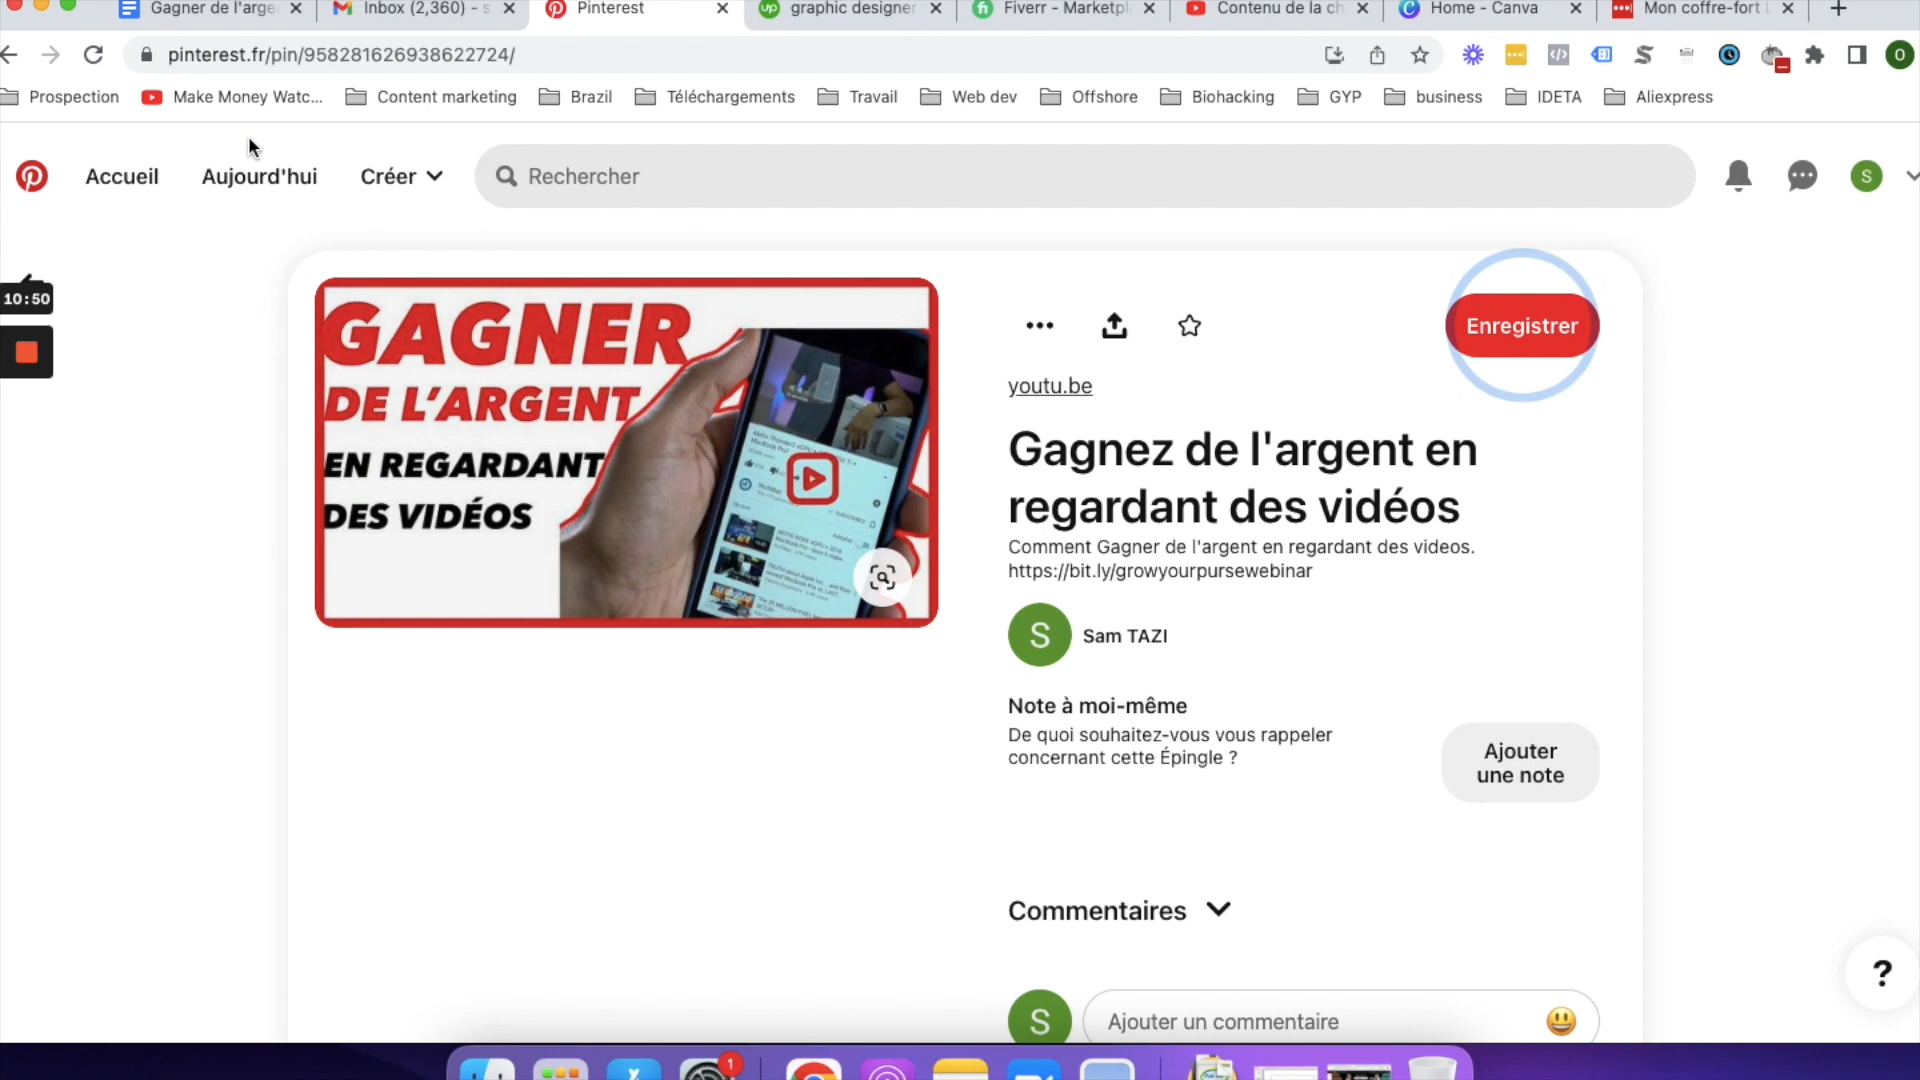 Gagner de l'arge
Inbox (2,360) - s
Pinterest
graphic designer
Fiverr - Marketpl
Contenu de la ch
Home - Canva
Mon coffre-fort
pinterest.fr/pin/958281626938622724/
Prospection
Make Money Watc...
Content marketing
Brazil
Téléchargements
Travail
Web dev
Offshore
Biohacking
GYP
business
IDETA
Aliexpress
Accueil
Aujourd'hui
Créer
Rechercher
S
10:50
GAGNER
DE L'ARGENT
EN REGARDANT
DES VIDÉOS
Enregistrer
youtu.be
Gagnez de l'argent en
regardant des vidéos
Comment Gagner de l'argent en regardant des videos.
https://bit.ly/growyourpursewebinar
S
Sam TAZI
Note à moi-même
De quoi souhaitez-vous vous rappeler
concernant cette Épingle ?
Ajouter
une note
Commentaires
S
Ajouter un commentaire
?
1